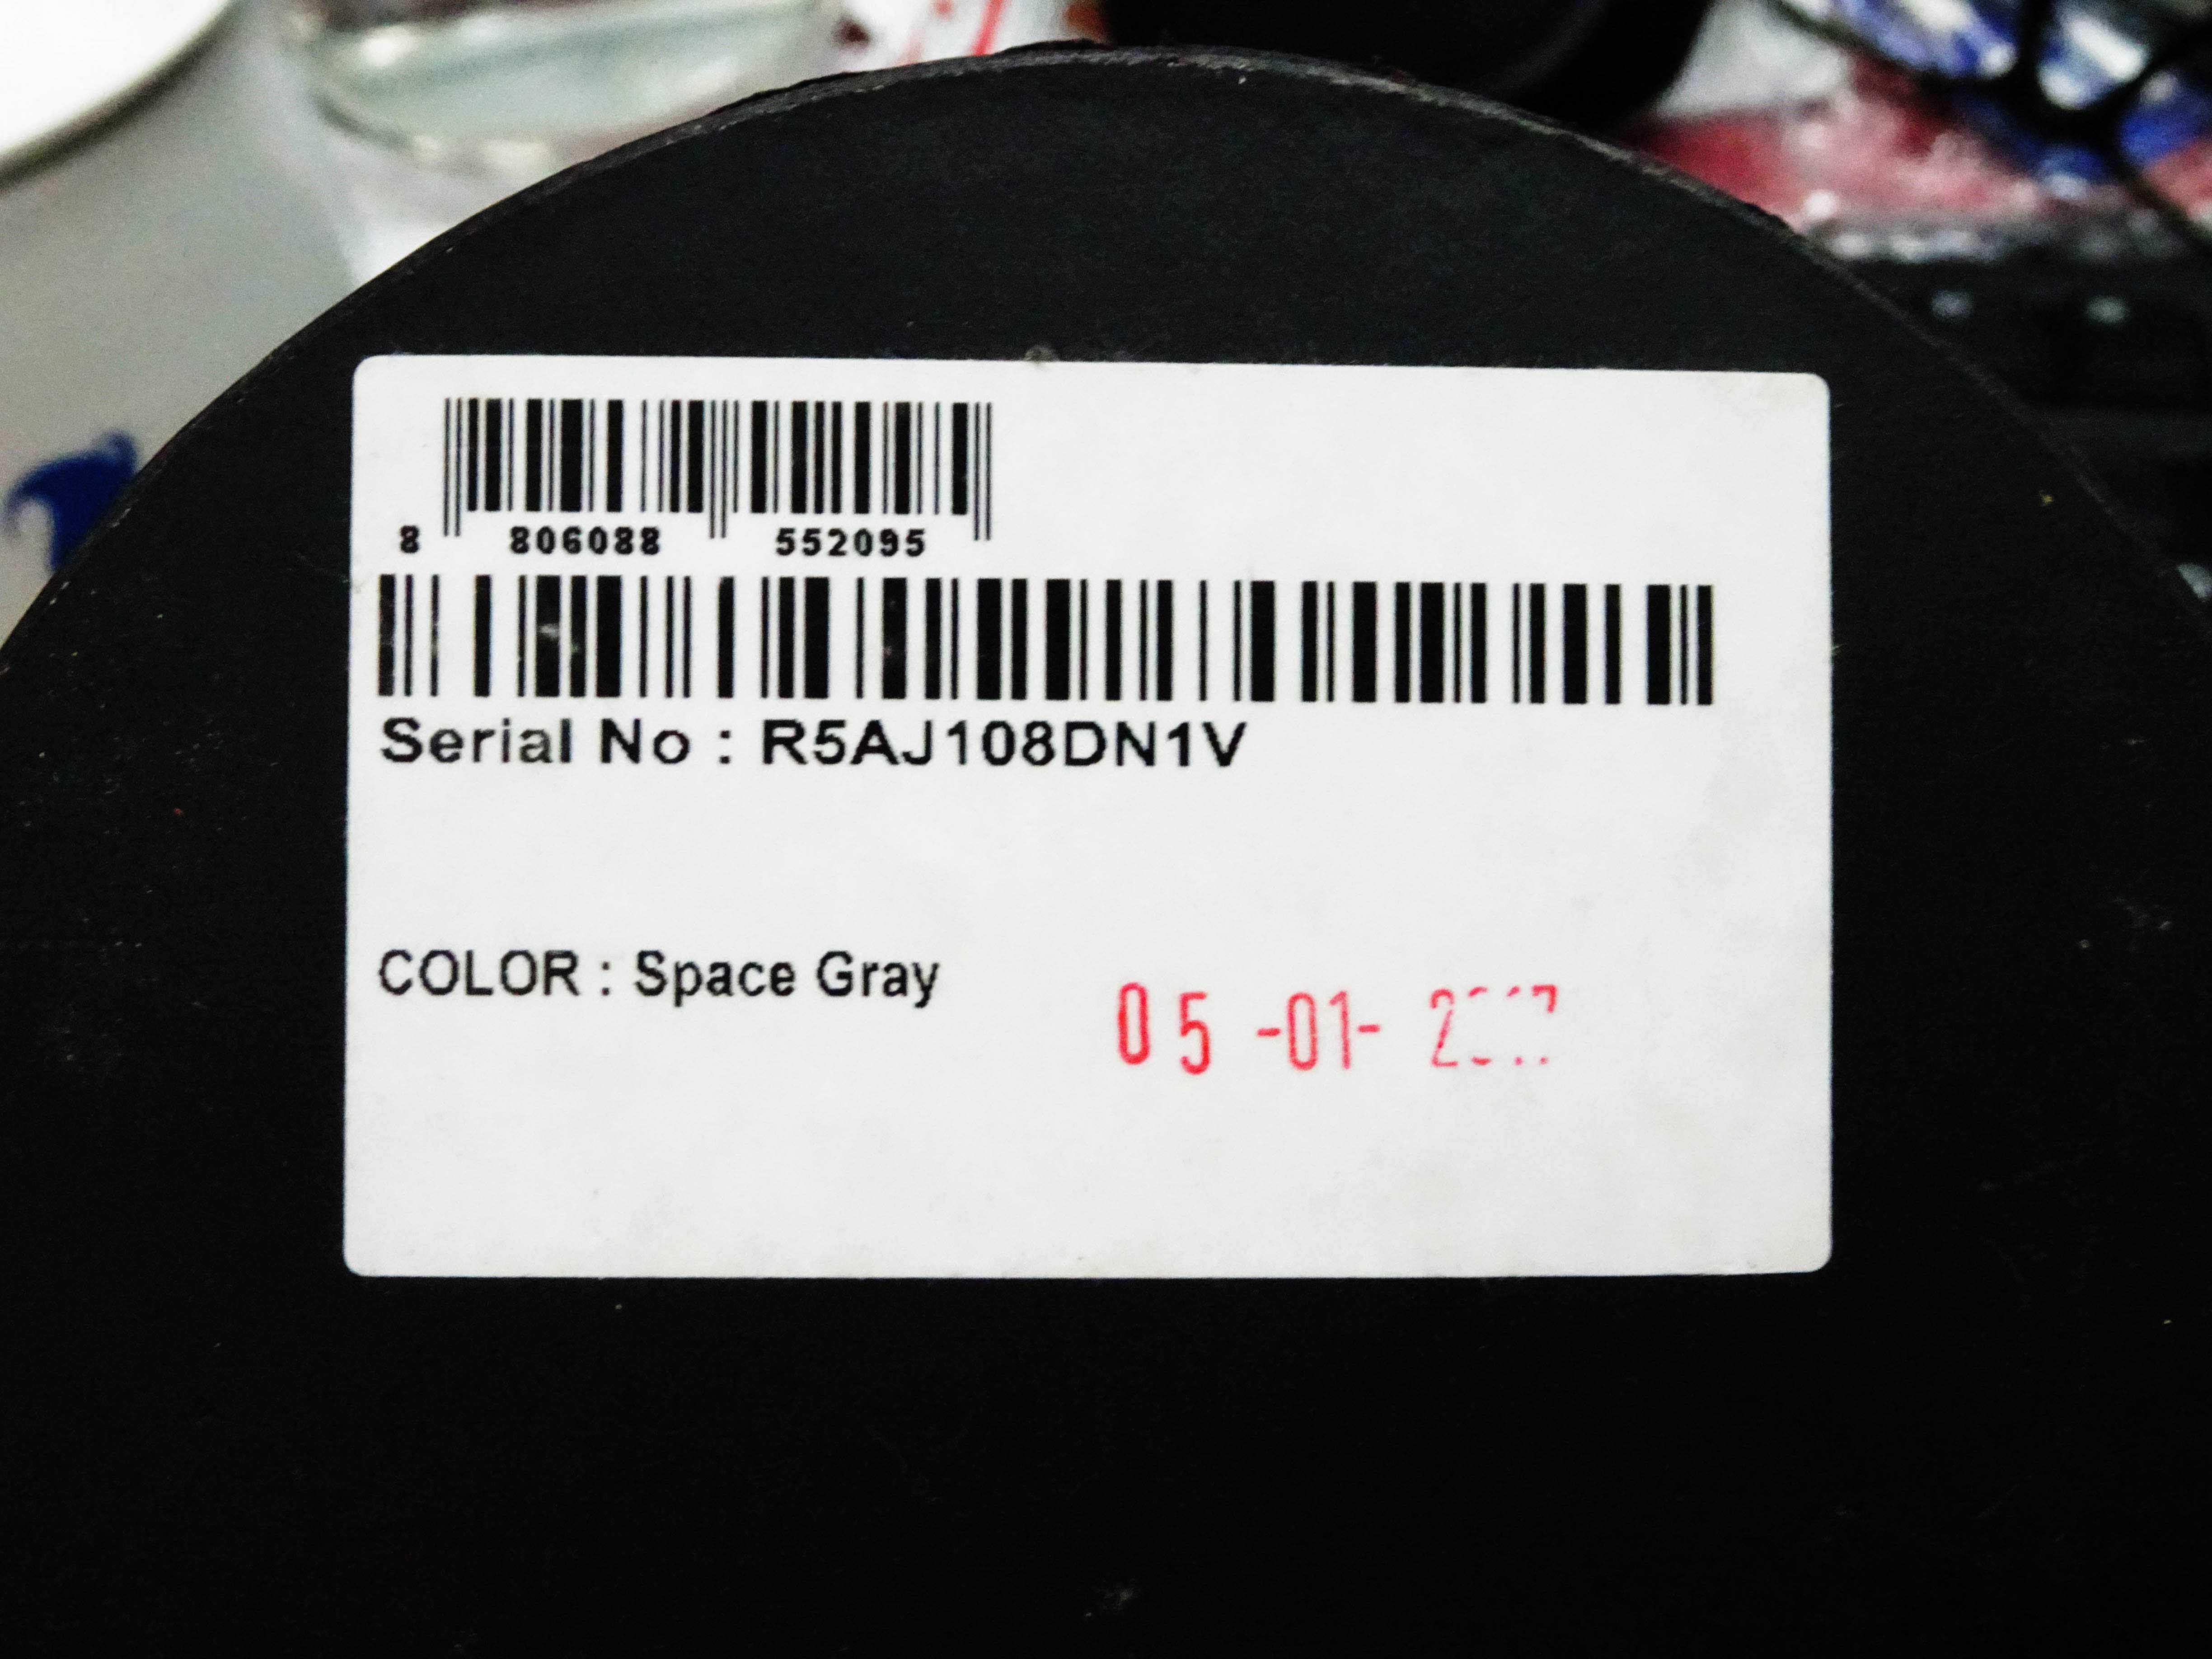 8 806088 552095
Serial No : R5AJ108DN1V
COLOR : Space Gray
05 -01-